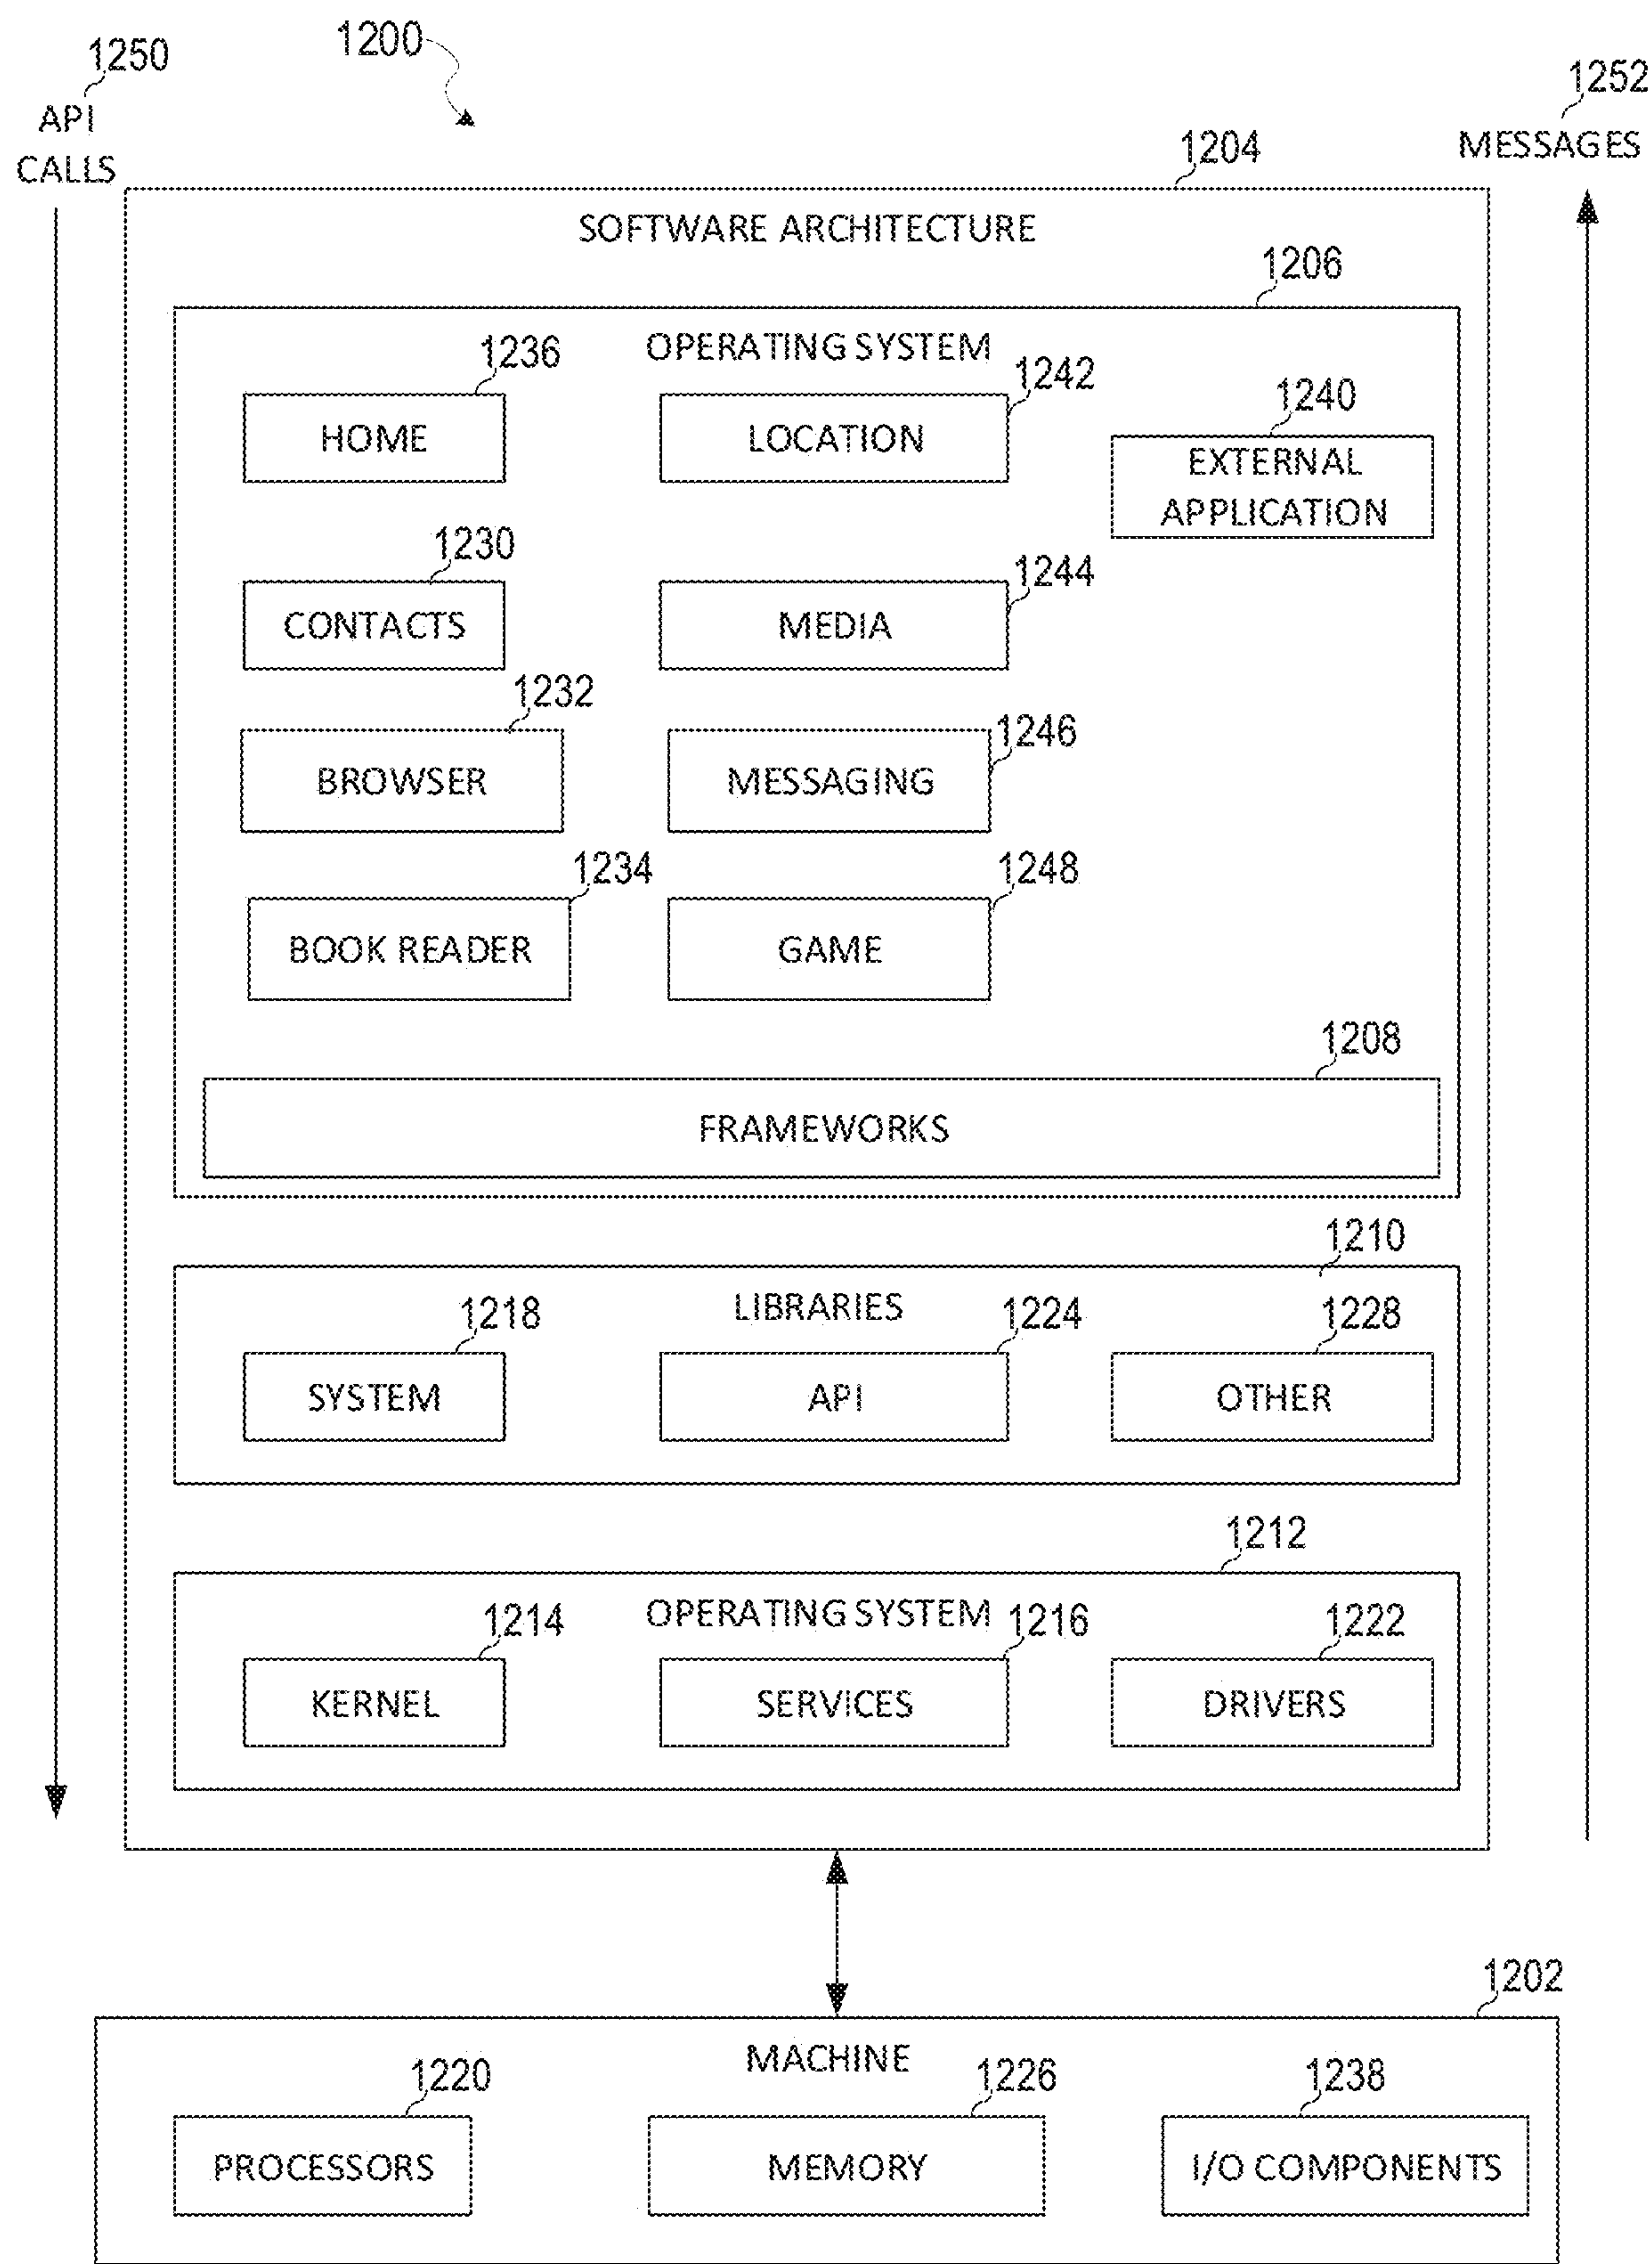 1200
1250
API
CALLS
1252
MESSAGES
1204
SOFTWARE ARCHITECTURE
1206
OPERATING SYSTEM
1236
HOME
1242
LOCATION
1240
EXTERNAL
APPLICATION
1230
CONTACTS
1244
MEDIA
1232
BROWSER
1246
MESSAGING
1234
BOOK READER
1248
GAME
1208
FRAMEWORKS
1210
LIBRARIES
1218
SYSTEM
1224
API
1228
OTHER
1212
OPERATING SYSTEM
1214
KERNEL
1216
SERVICES
1222
DRIVERS
1202
MACHINE
1220
PROCESSORS
1226
MEMORY
1238
I/O COMPONENTS